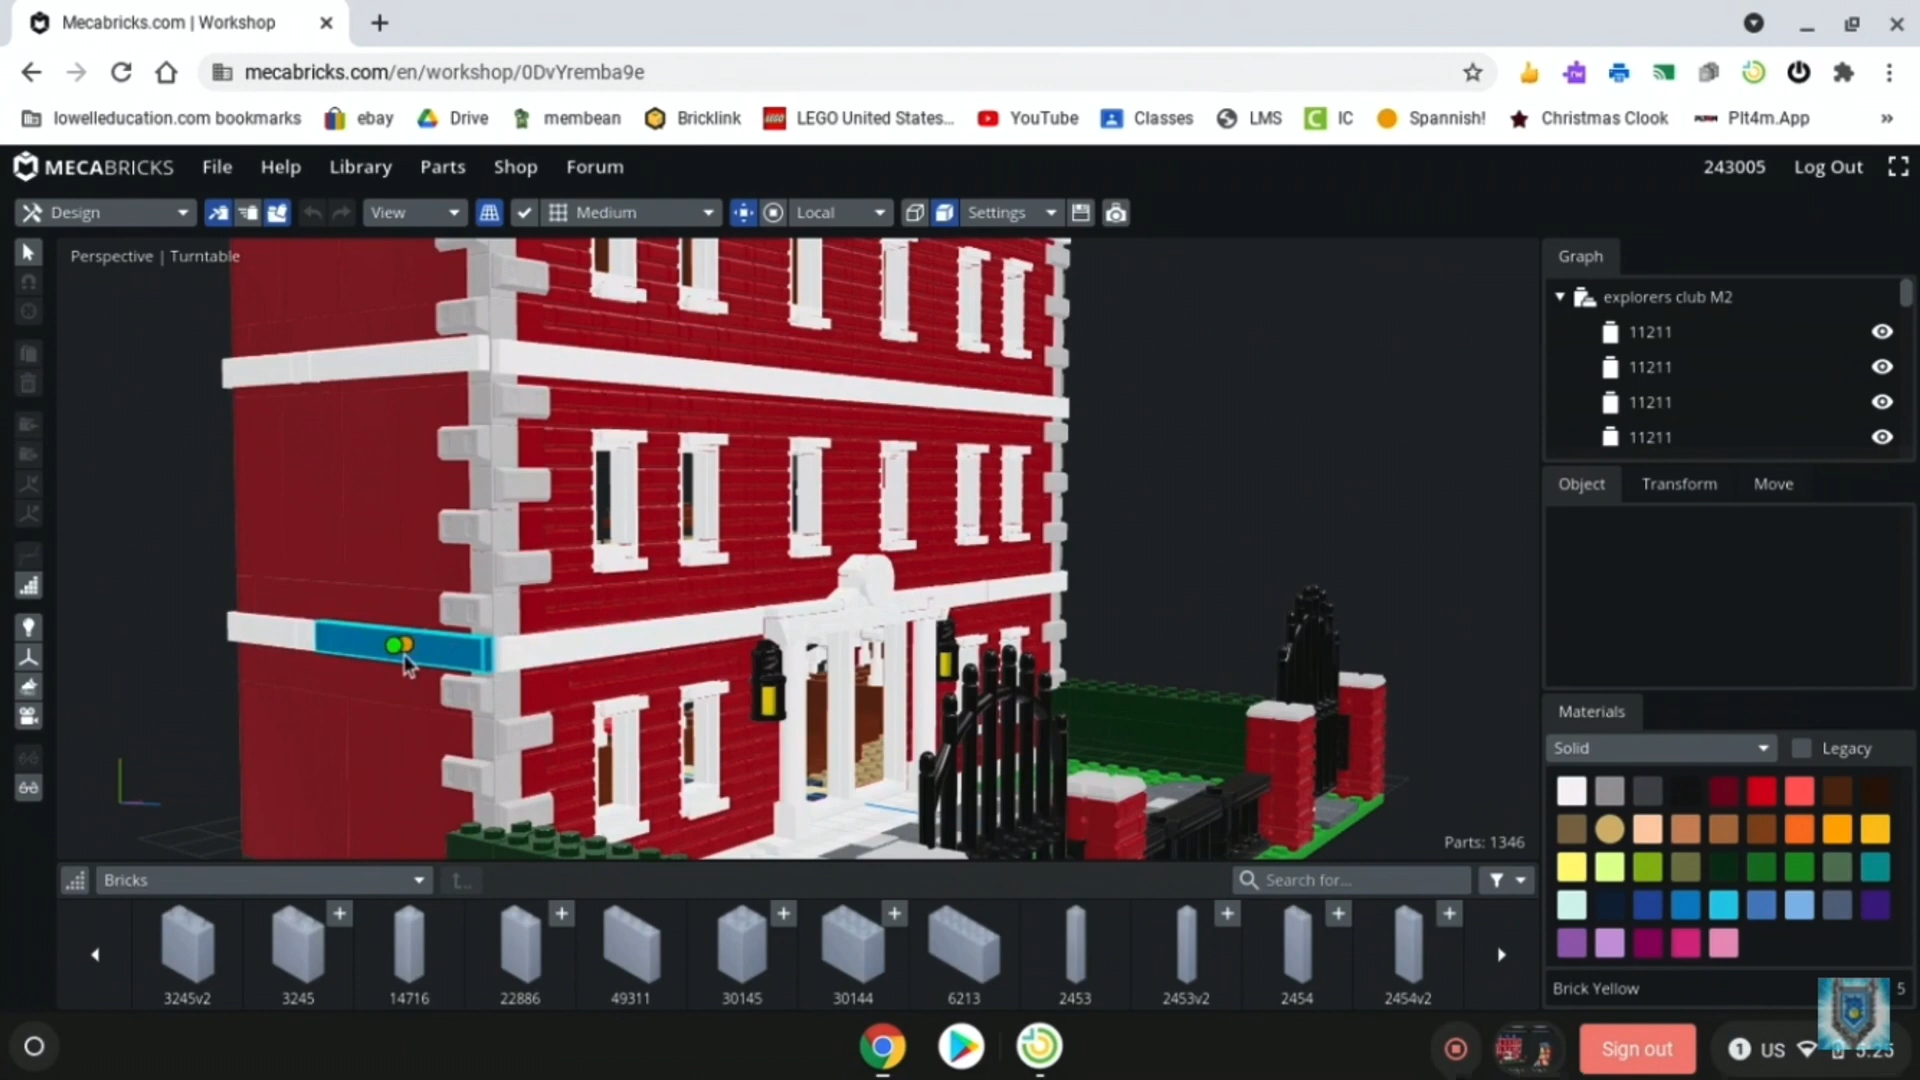 Mecabricks.com | Workshop
mecabricks.com/en/workshop/0DvYremba9e
lowelleducation.com bookmarks ebay Drive membean Bricklink LEGO United States... YouTube Classes LMS IC Spannish! Christmas Clook Plt4m.App »
MECABRICKS File Help Library Parts Shop Forum 243005 Log Out
Design View Medium Local Settings
Perspective | Turntable
Graph
explorers club M2
11211
11211
11211
11211
Object Transform Move
Materials
Solid Legacy
Parts: 1346
Bricks Search for...
3245v2 3245 14716 22886 49311 30145 30144 6213 2453 2453v2 2454 2454v2
Brick Yellow 5
Sign out 1 US 5:25